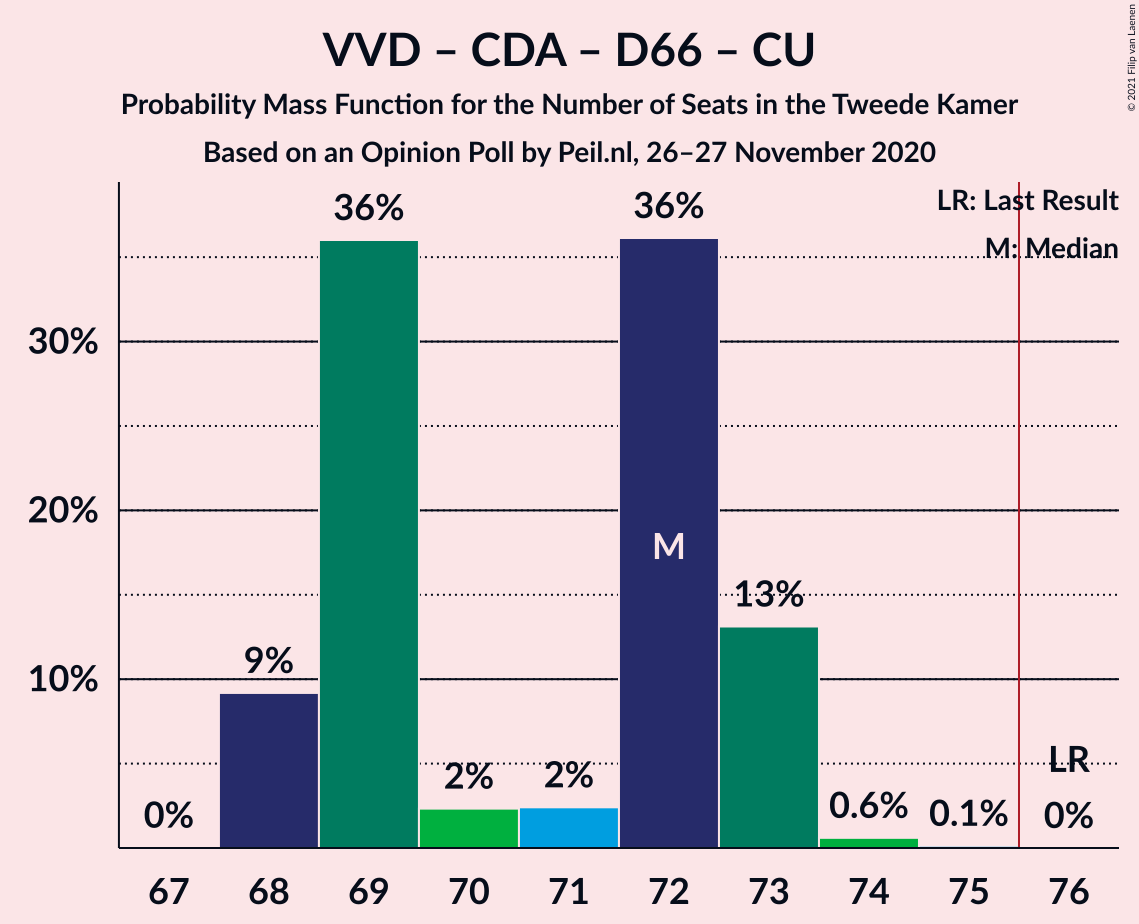 VVD – CDA – D66 – CU
Probability Mass Function for the Number of Seats in the Tweede Kamer
Based on an Opinion Poll by Peil.nl, 26–27 November 2020
© 2021 Filip van Laenen
LR: Last Result
M: Median
36%
36%
30%
20%
M
13%
9%
10%
LR
2%
2%
0%
0.6%
0.1%
0%
67 68 69 70 71 72 73 74 75 76